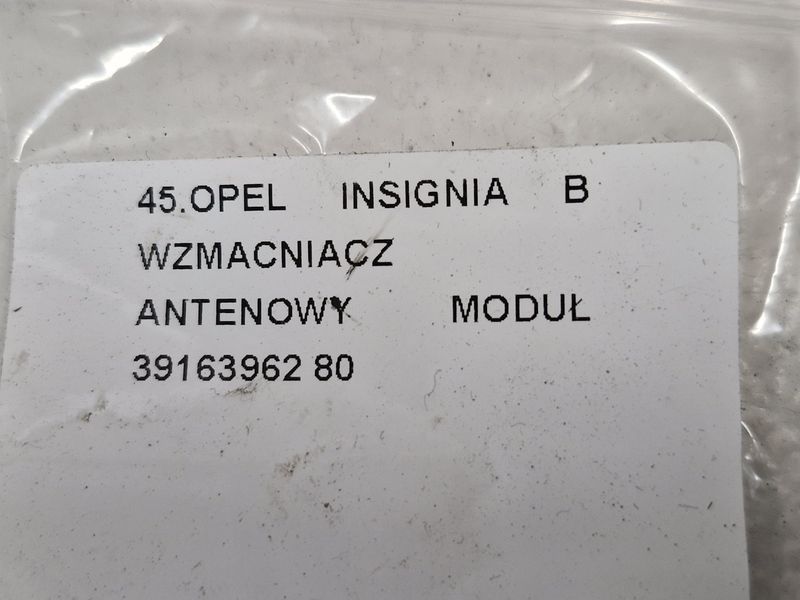 45.OPEL INSIGNIA B
WZMACNIACZ
ANTENOWY MODUŁ
39163962 80